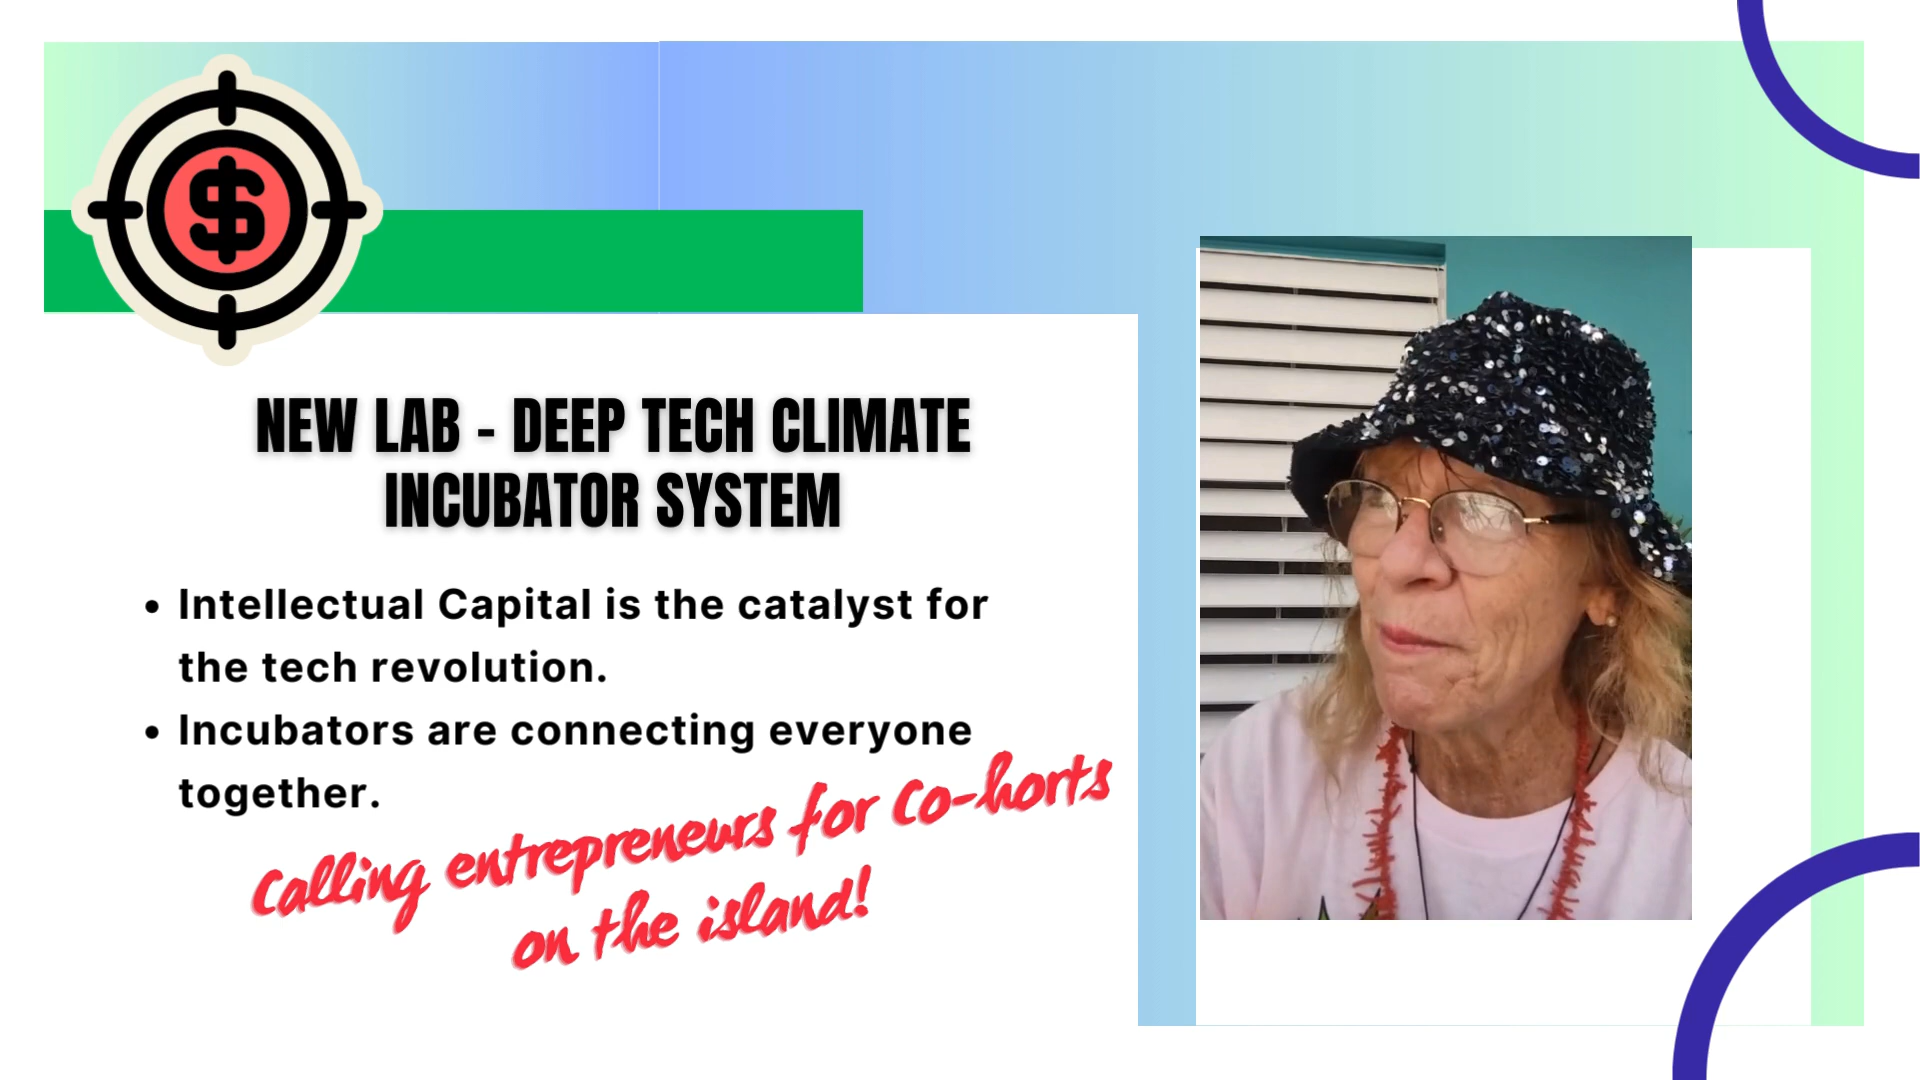 NEW LAB - DEEP TECH CLIMATE
INCUBATOR SYSTEM
• Intellectual Capital is the catalyst for
the tech revolution.
• Incubators are connecting everyone
together.
Calling entrepreneurs for Co-horts
on the island!